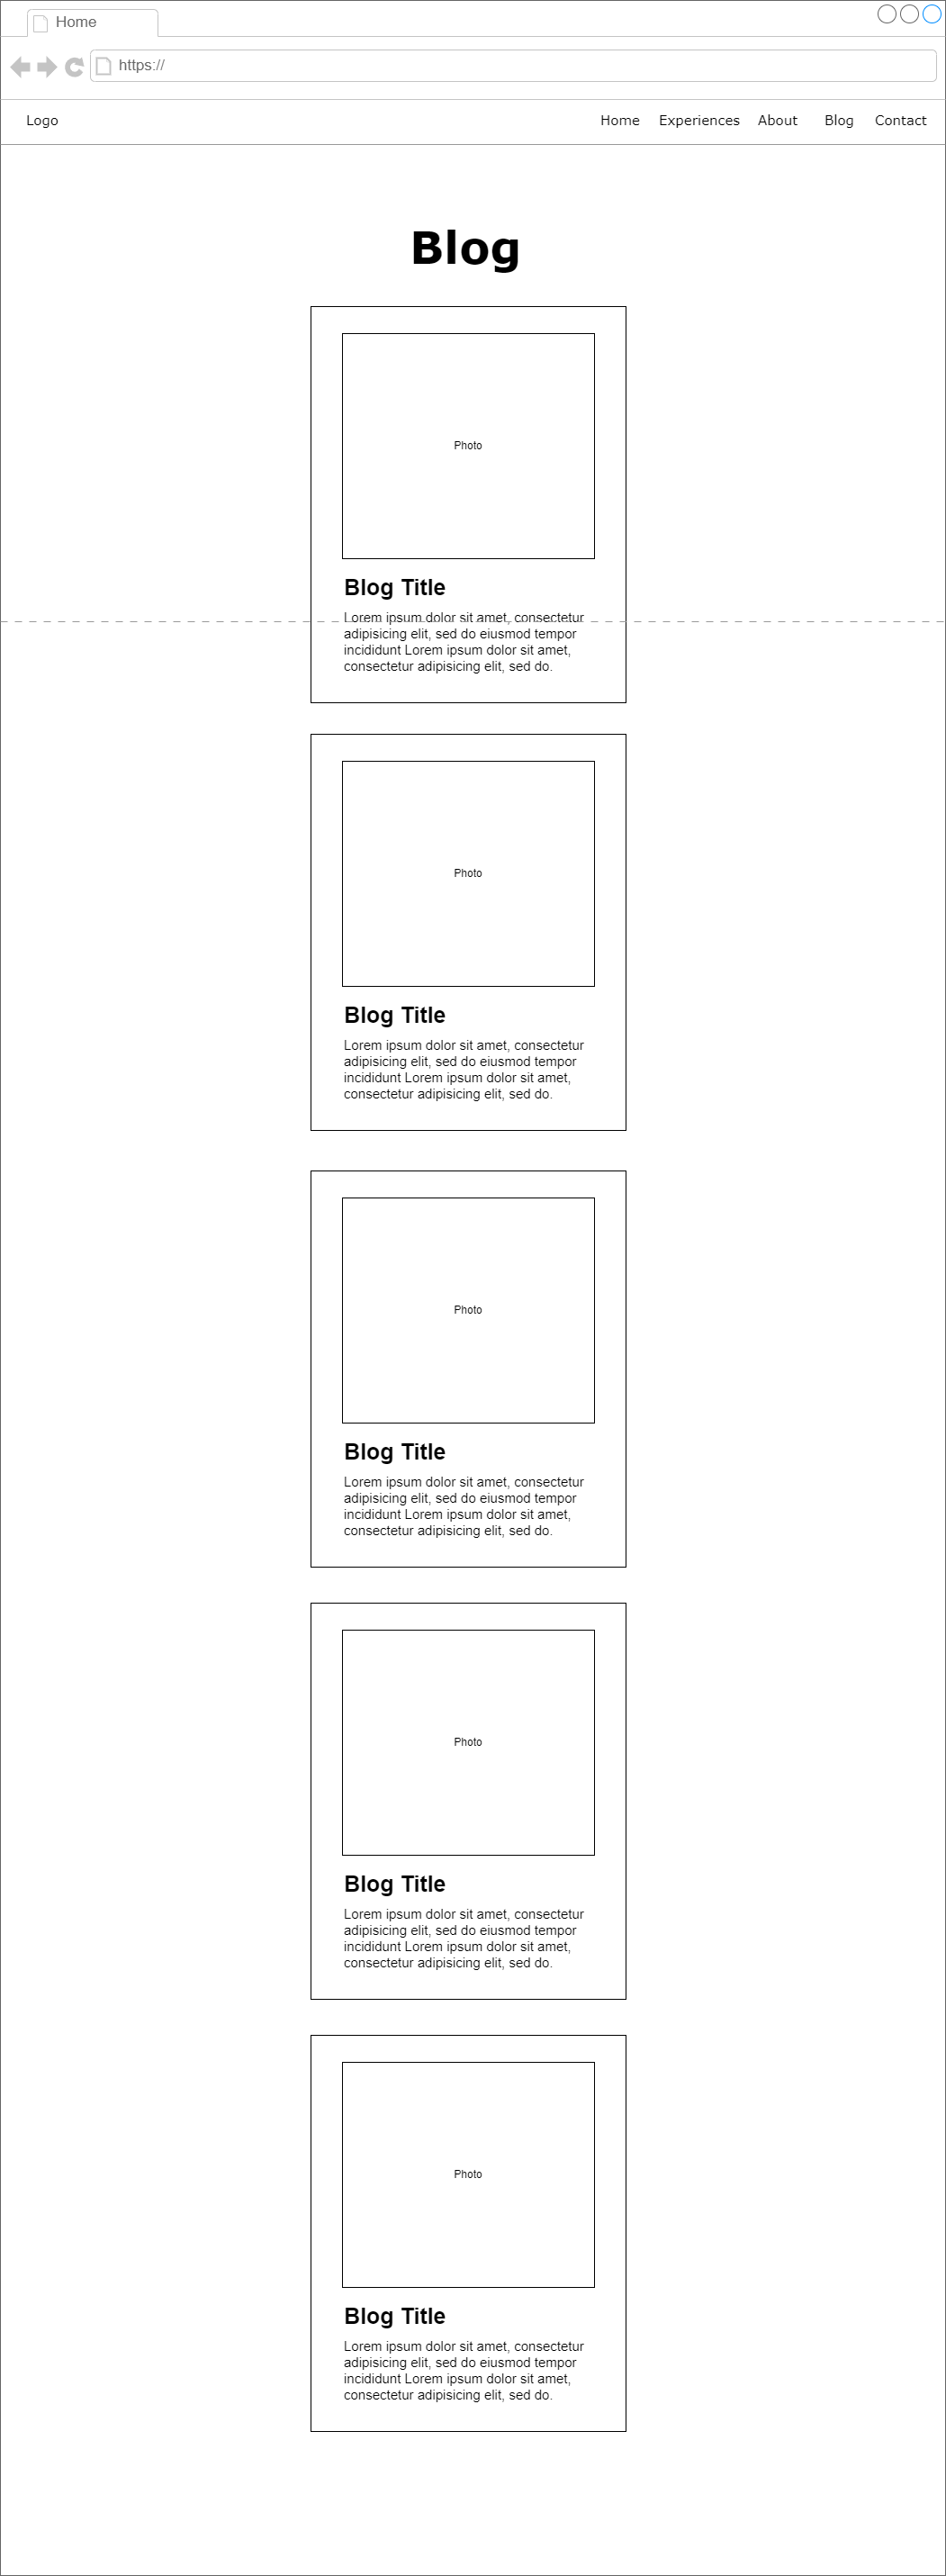 Home
https://
Logo
Home Experiences About Blog Contact
Blog
Photo
Blog Title
Lorem ipsum dolor sit amet, consectetur
adipisicing elit, sed do eiusmod tempor
incididunt Lorem ipsum dolor sit amet,
consectetur adipisicing elit, sed do.
Photo
Blog Title
Lorem ipsum dolor sit amet, consectetur
adipisicing elit, sed do eiusmod tempor
incididunt Lorem ipsum dolor sit amet,
consectetur adipisicing elit, sed do.
Photo
Blog Title
Lorem ipsum dolor sit amet, consectetur
adipisicing elit, sed do eiusmod tempor
incididunt Lorem ipsum dolor sit amet,
consectetur adipisicing elit, sed do.
Photo
Blog Title
Lorem ipsum dolor sit amet, consectetur
adipisicing elit, sed do eiusmod tempor
incididunt Lorem ipsum dolor sit amet,
consectetur adipisicing elit, sed do.
Photo
Blog Title
Lorem ipsum dolor sit amet, consectetur
adipisicing elit, sed do eiusmod tempor
incididunt Lorem ipsum dolor sit amet,
consectetur adipisicing elit, sed do.